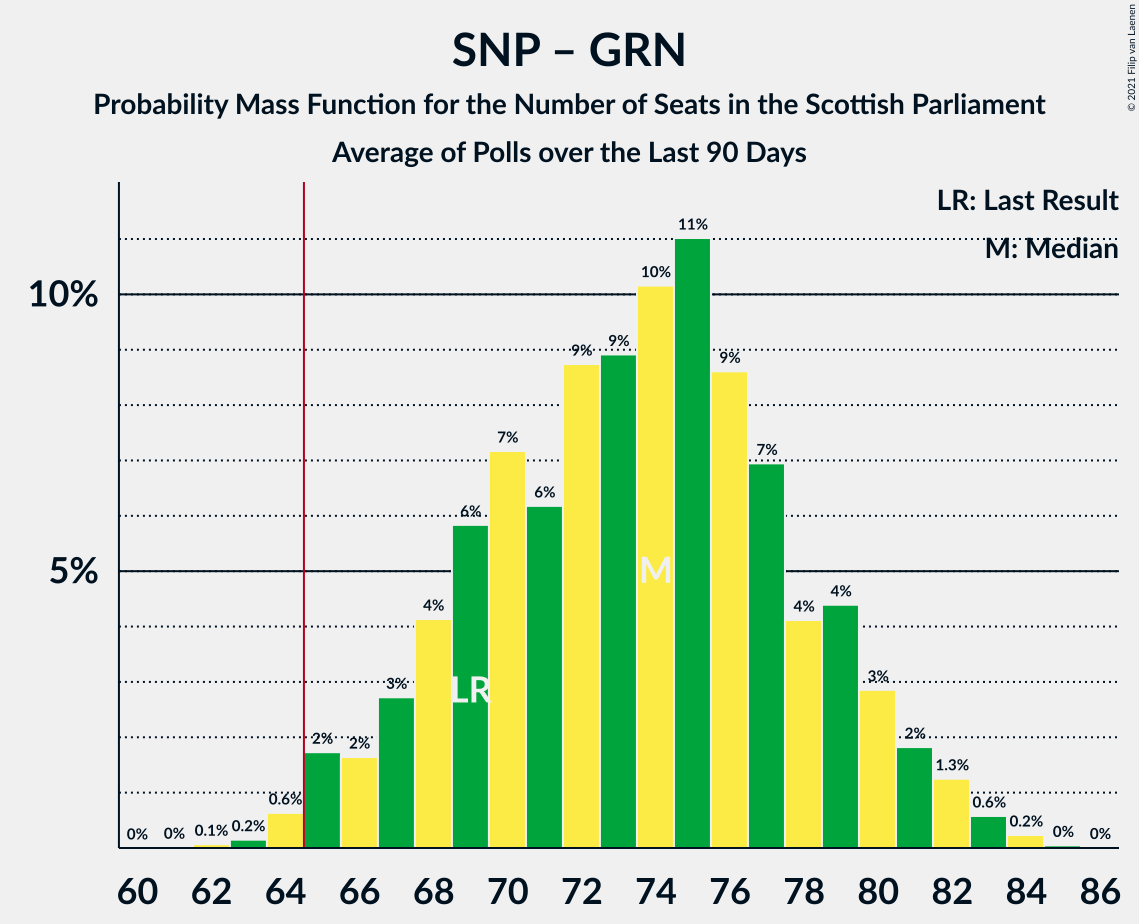 SNP – GRN
Probability Mass Function for the Number of Seats in the Scottish Parliament
Average of Polls over the Last 90 Days
© 2021 Filip van Laenen
LR: Last Result
M: Median
10%
5%
0% 0% 0.1% 0.2% 0.6% 2% 2% 3% 4% 6% 7% 6% 9% 9% 10% 11% 9% 7% 4% 4% 3% 2% 1.3% 0.6% 0.2% 0% 0%
LR
M
60 62 64 66 68 70 72 74 76 78 80 82 84 86